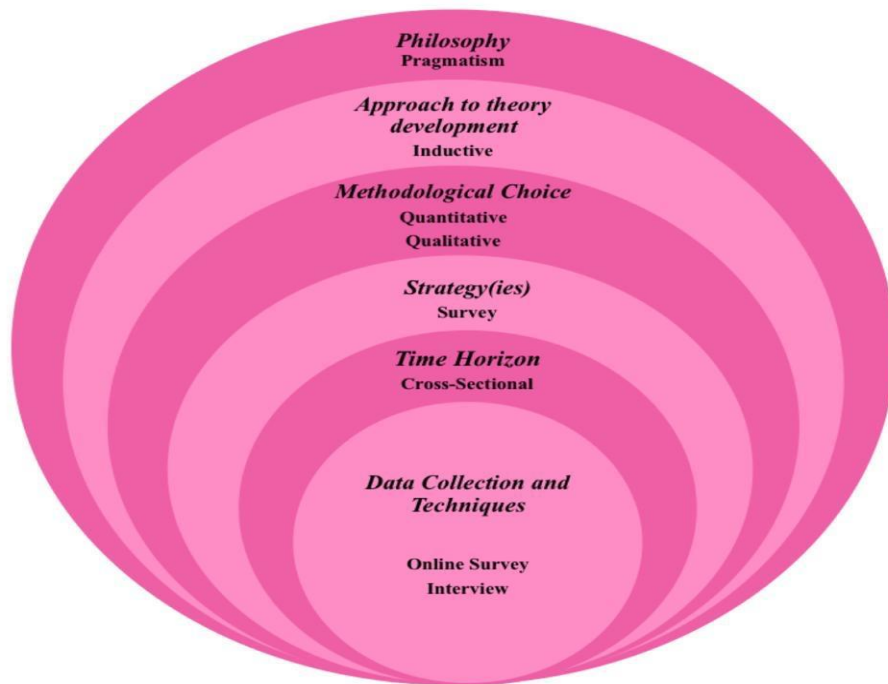 Philosophy
Pragmatism
Approach to theory
development
Inductive
Methodological Choice
Quantitative
Qualitative
Strategy(ies)
Survey
Time Horizon
Cross-Sectional
Data Collection and
Techniques
Online Survey
Interview